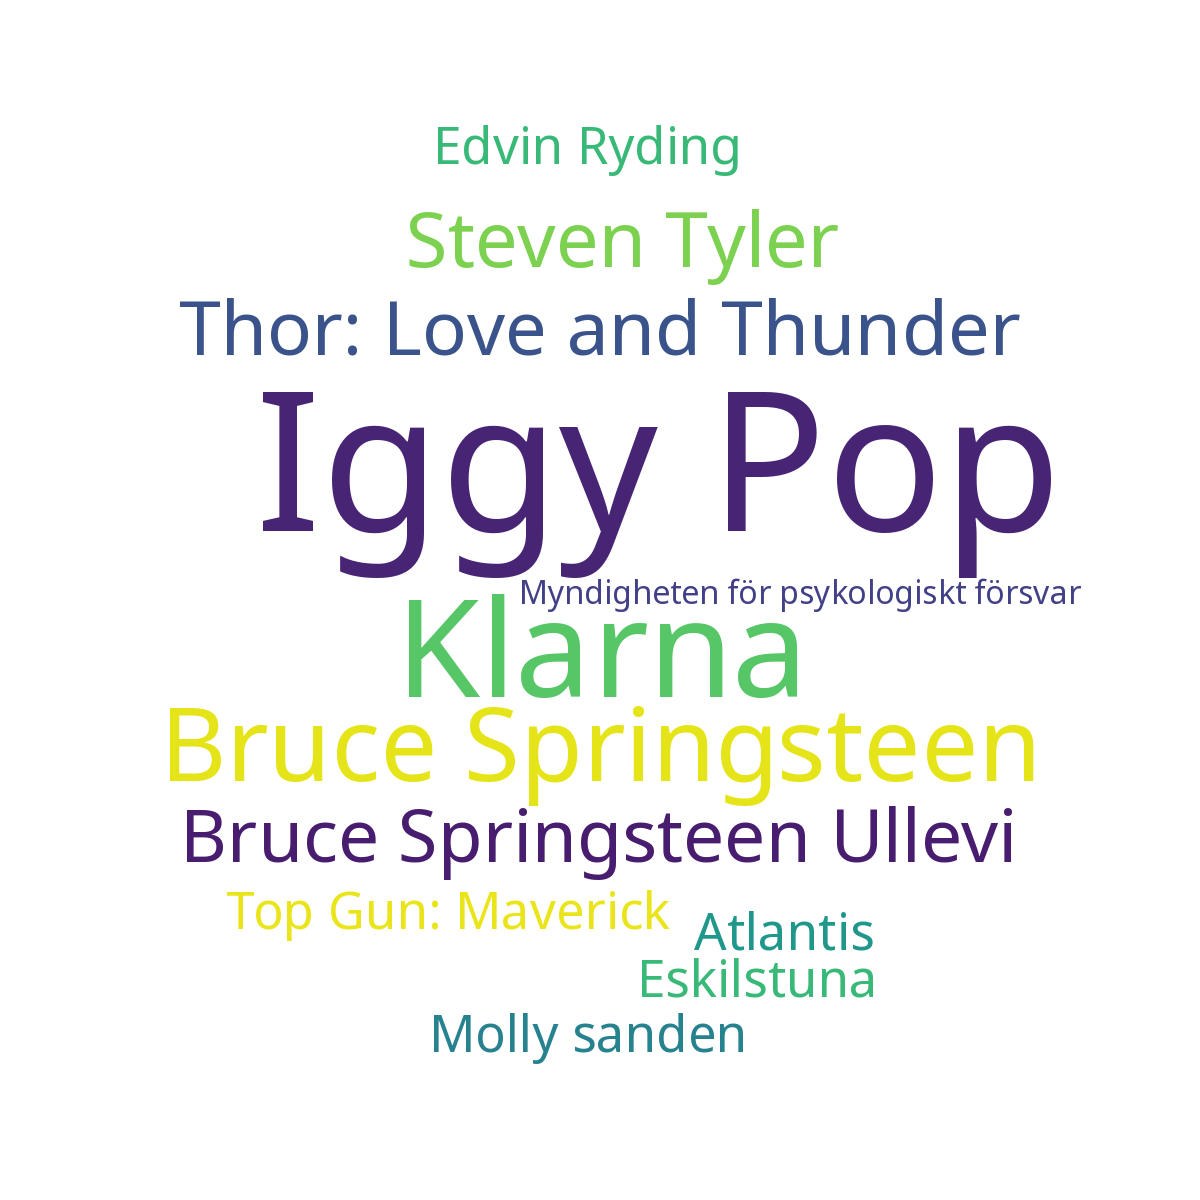 Edvin Ryding
Steven Tyler
Thor: Love and Thunder
Iggy Pop
Myndigheten för psykologiskt försvar
Klarna
Bruce Springsteen
Bruce Springsteen Ullevi
Top Gun: Maverick
Atlantis
Eskilstuna
Molly sanden